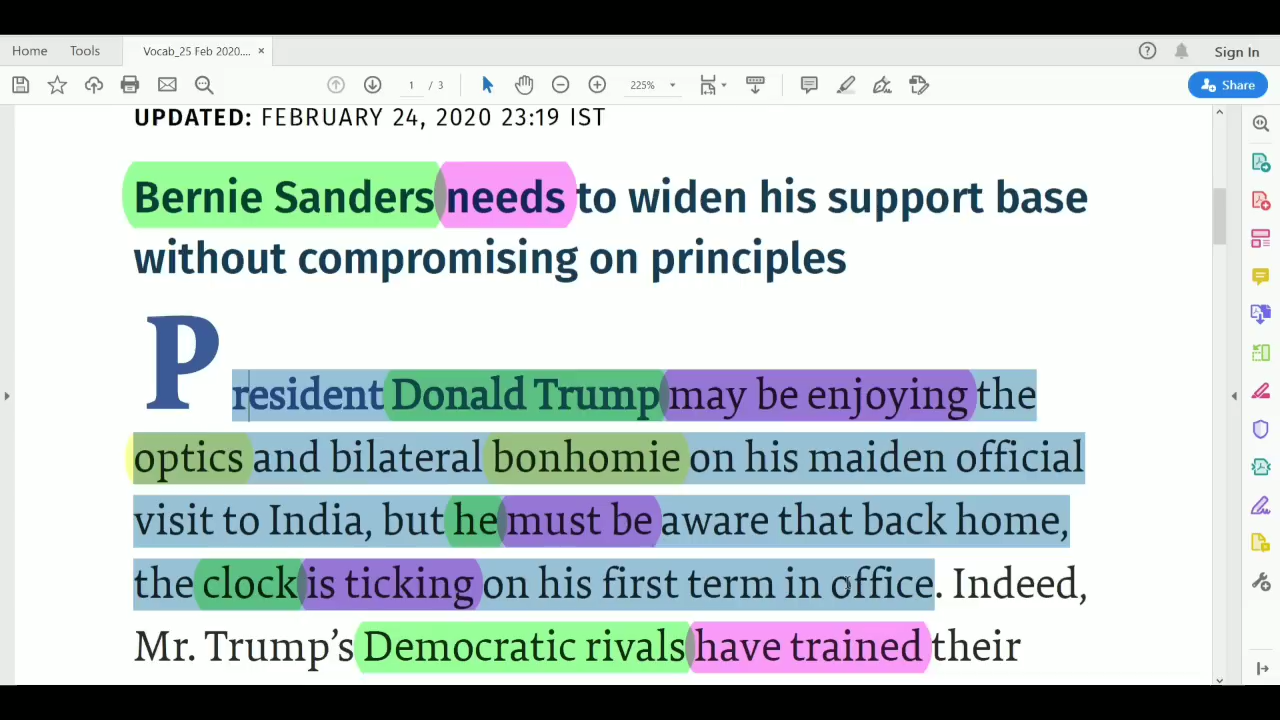 Home Tools Vocab_25 Feb 2020.... × Sign In
1 / 3 225% Share
UPDATED: FEBRUARY 24, 2020 23:19 IST
Bernie Sanders needs to widen his support base
without compromising on principles
President Donald Trump may be enjoying the
optics and bilateral bonhomie on his maiden official
visit to India, but he must be aware that back home,
the clock is ticking on his first term in office. Indeed,
Mr. Trump’s Democratic rivals have trained their